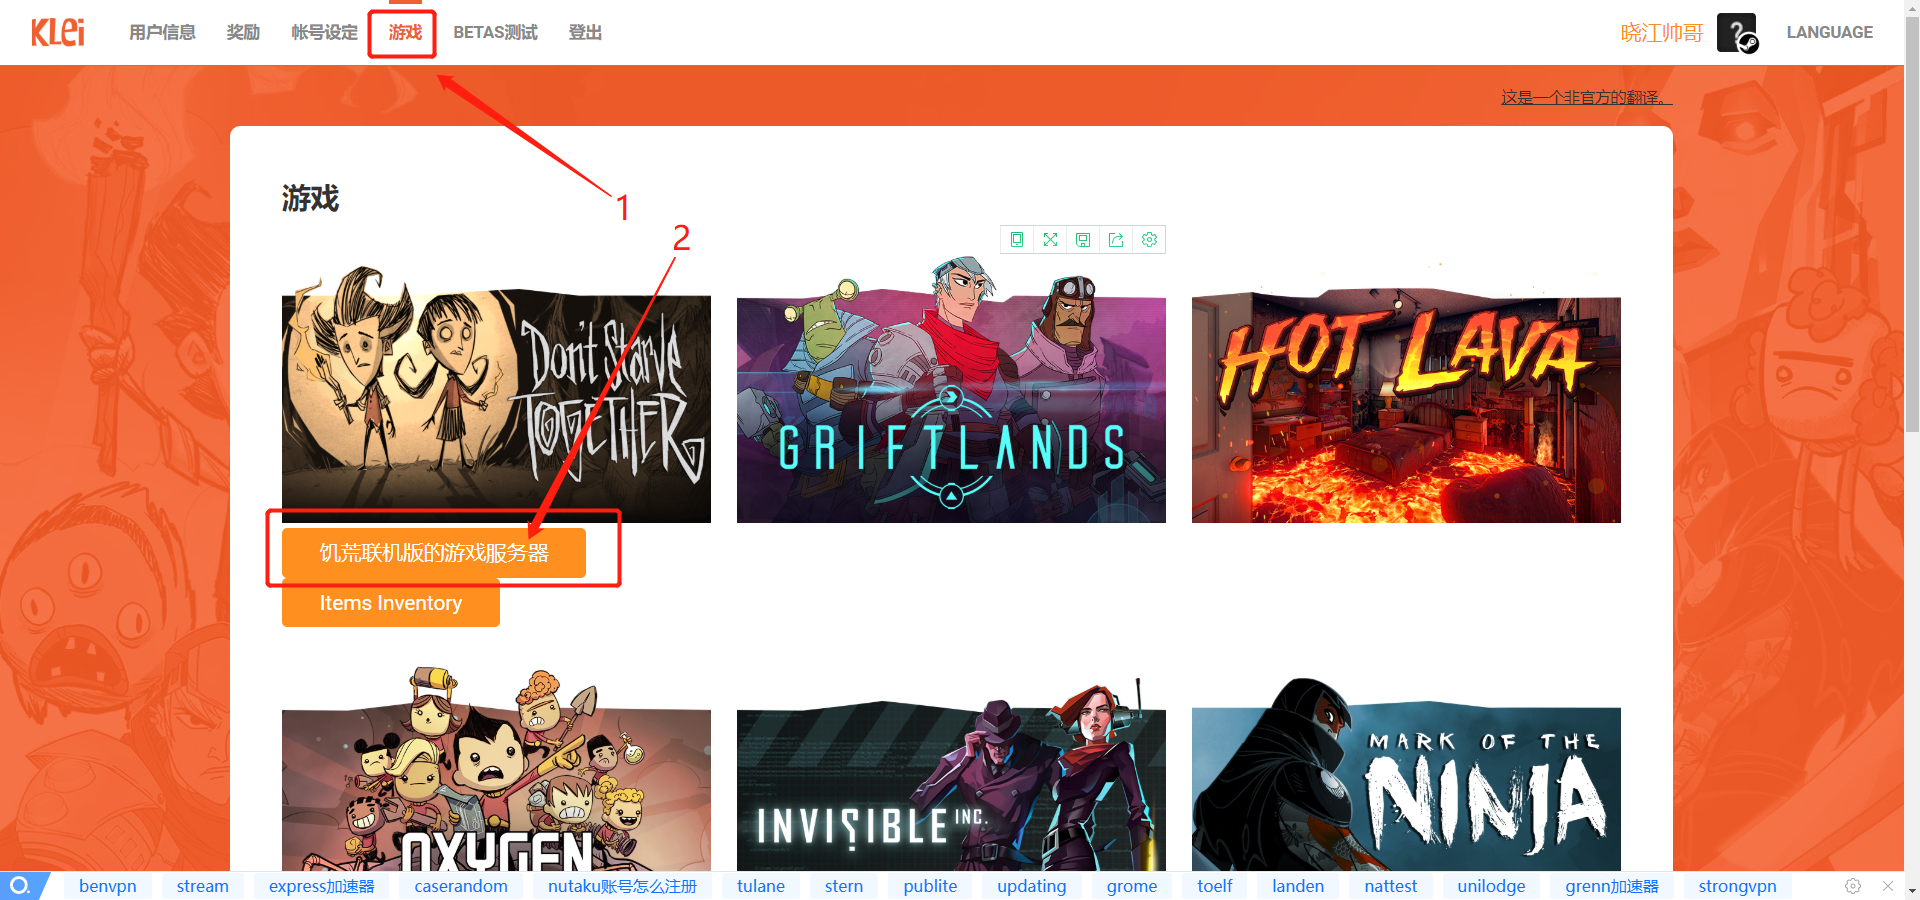 KLei 用户信息 奖励 帐号设定 游戏 BETAS测试 登出 晓江帅哥 LANGUAGE
这是一个非官方的翻译。
游戏
1
2
DON'T STARVE TOGETHER
GRIFTLANDS
HOT LAVA
饥荒联机版的游戏服务器
Items Inventory
OXYGEN
INVISIBLE INC.
MARK OF THE NINJA
benvpn stream express加速器 caserandom nutaku账号怎么注册 tulane stern publite updating grome toelf landen nattest unilodge grenn加速器 strongvpn